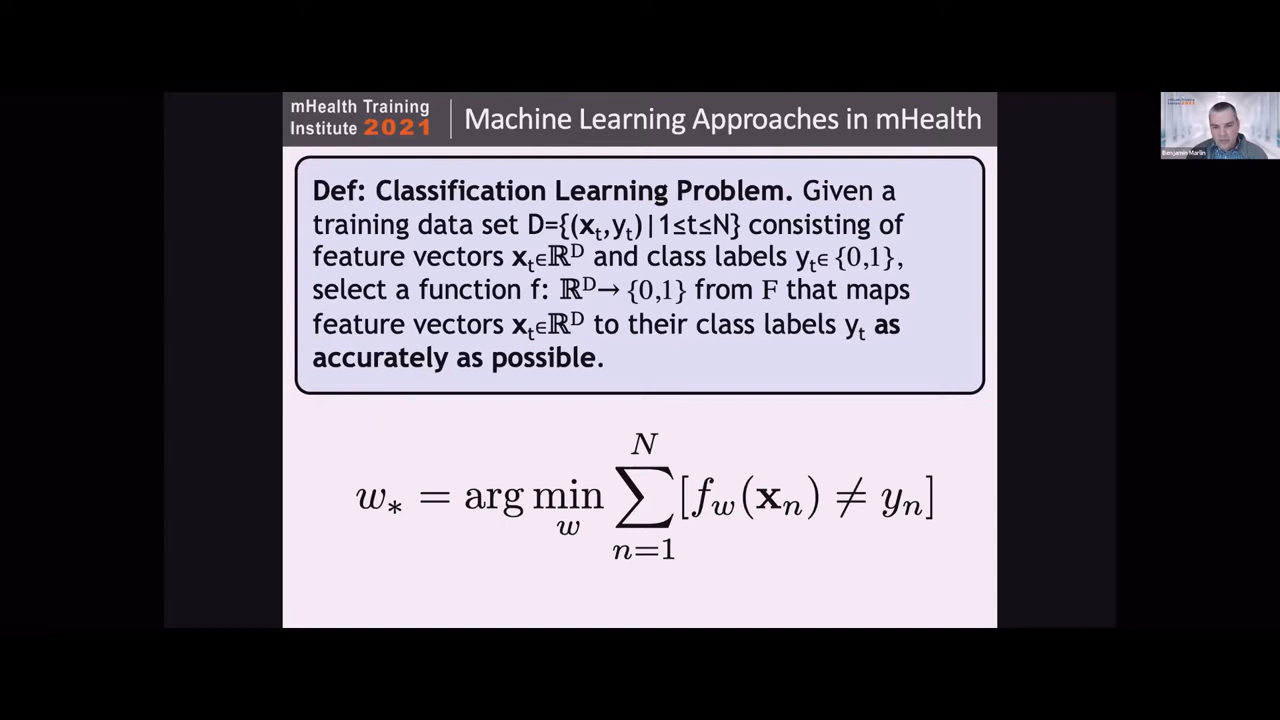 mHealth Training
Institute 2021
Machine Learning Approaches in mHealth
Def: Classification Learning Problem. Given a
training data set D={(xₜ,yₜ)|1≤t≤N} consisting of
feature vectors xₜ∈ℝᴰ and class labels yₜ∈ {0,1},
select a function f: ℝᴰ→ {0,1} from F that maps
feature vectors xₜ∈ℝᴰ to their class labels yₜ as
accurately as possible.
w* = arg min_w ∑_{n=1}^{N} [f_w(x_n) ≠ y_n]
Benjamin Marlin